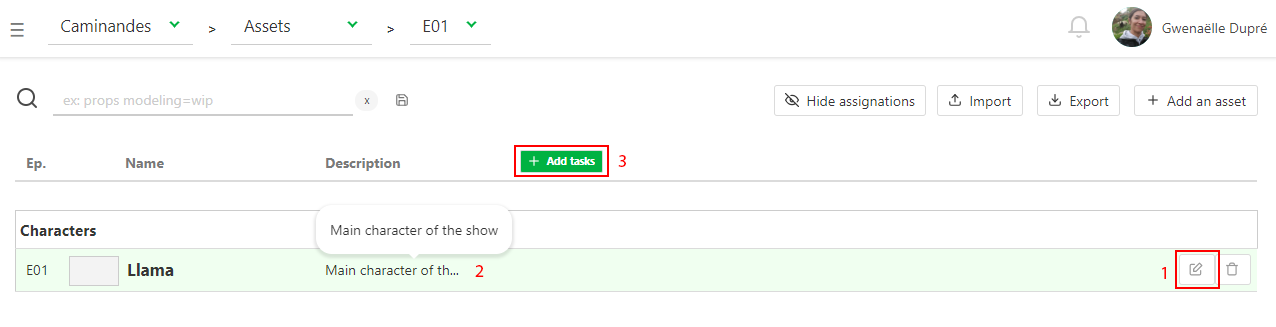 Caminandes > Assets > E01 Gwenaëlle Dupré
ex: props modeling=wip x Hide assignations Import Export + Add an asset
Ep. Name Description + Add tasks 3
Characters
Main character of the show
E01 Llama Main character of th... 2 1